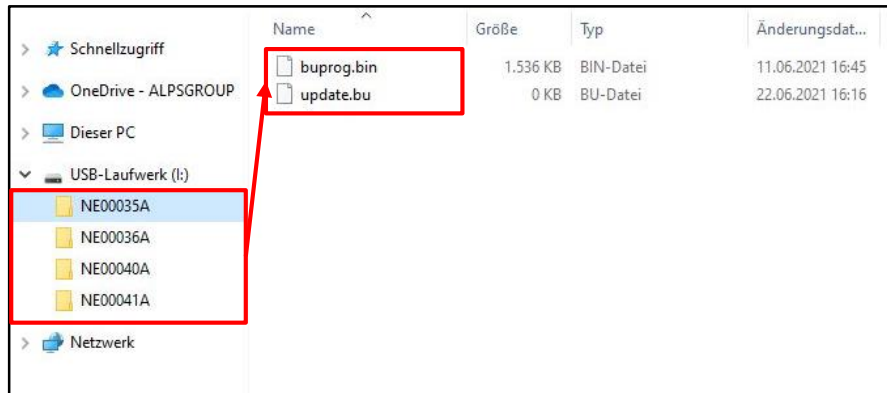 Schnellzugriff
OneDrive - ALPSGROUP
Dieser PC
USB-Laufwerk (I:)
NE00035A
NE00036A
NE00040A
NE00041A
Netzwerk
Name Größe Typ Änderungsdat...
buprog.bin 1.536 KB BIN-Datei 11.06.2021 16:45
update.bu 0 KB BU-Datei 22.06.2021 16:16